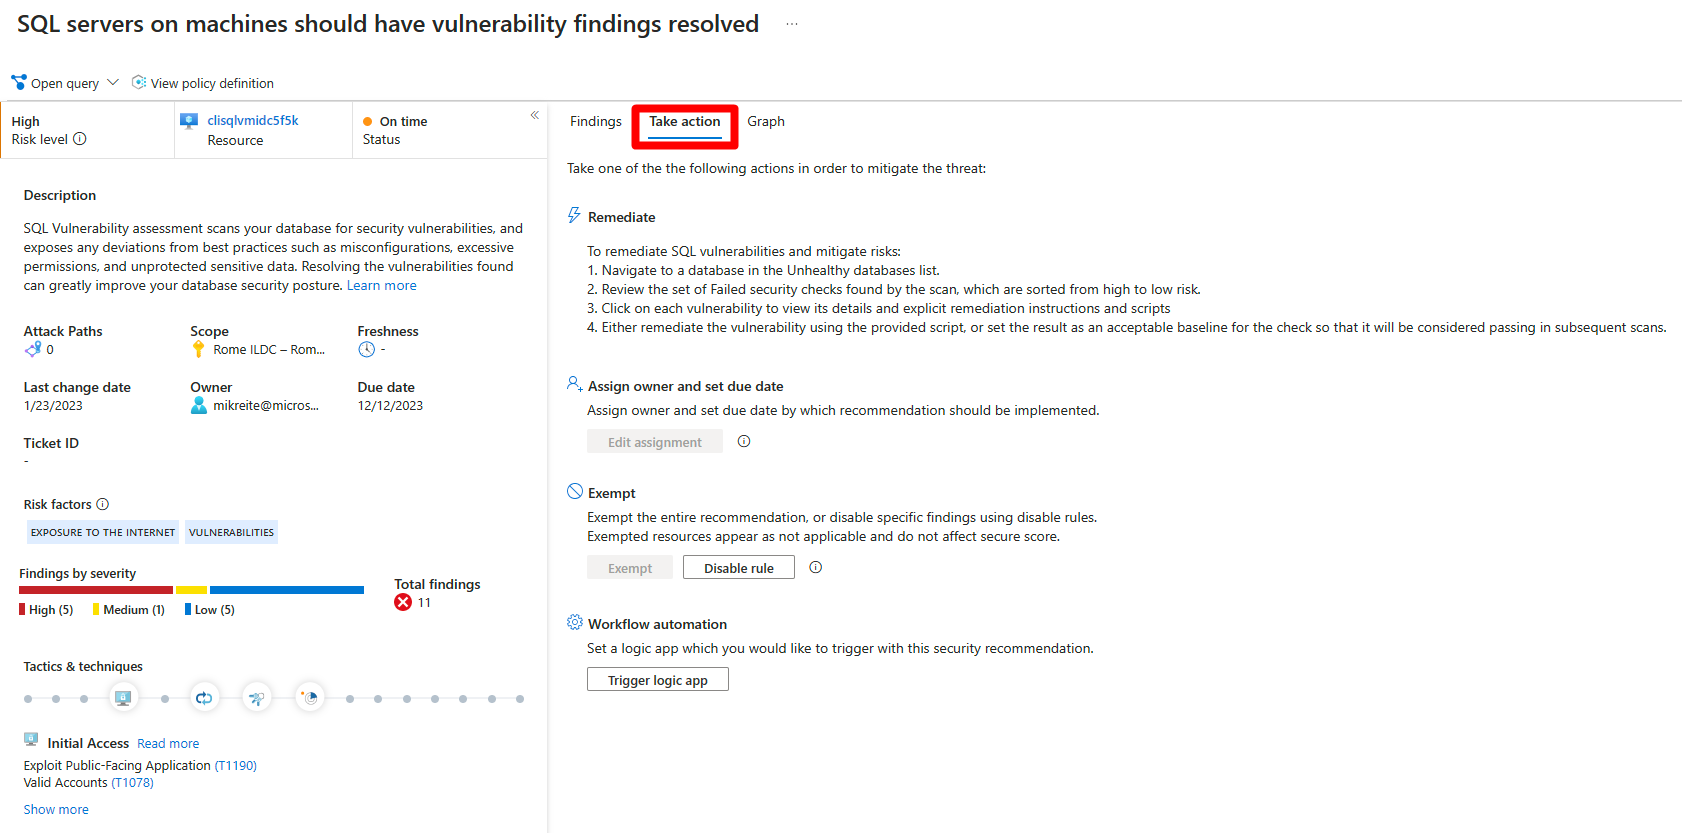 SQL servers on machines should have vulnerability findings resolved ...
Open query
View policy definition
High
Risk level
clisqlvmidc5f5k
Resource
On time
Status
«
Description
SQL Vulnerability assessment scans your database for security vulnerabilities, and
exposes any deviations from best practices such as misconfigurations, excessive
permissions, and unprotected sensitive data. Resolving the vulnerabilities found
can greatly improve your database security posture. Learn more
Attack Paths
0
Scope
Rome ILDC – Rom...
Freshness
-
Last change date
1/23/2023
Owner
mikreite@micros...
Due date
12/12/2023
Ticket ID
-
Risk factors
EXPOSURE TO THE INTERNET
VULNERABILITIES
Findings by severity
High (5)
Medium (1)
Low (5)
Total findings
11
Tactics & techniques
Initial Access Read more
Exploit Public-Facing Application (T1190)
Valid Accounts (T1078)
Show more
Findings
Take action
Graph
Take one of the the following actions in order to mitigate the threat:
Remediate
To remediate SQL vulnerabilities and mitigate risks:
1. Navigate to a database in the Unhealthy databases list.
2. Review the set of Failed security checks found by the scan, which are sorted from high to low risk.
3. Click on each vulnerability to view its details and explicit remediation instructions and scripts
4. Either remediate the vulnerability using the provided script, or set the result as an acceptable baseline for the check so that it will be considered passing in subsequent scans.
Assign owner and set due date
Assign owner and set due date by which recommendation should be implemented.
Edit assignment
Exempt
Exempt the entire recommendation, or disable specific findings using disable rules.
Exempted resources appear as not applicable and do not affect secure score.
Exempt
Disable rule
Workflow automation
Set a logic app which you would like to trigger with this security recommendation.
Trigger logic app